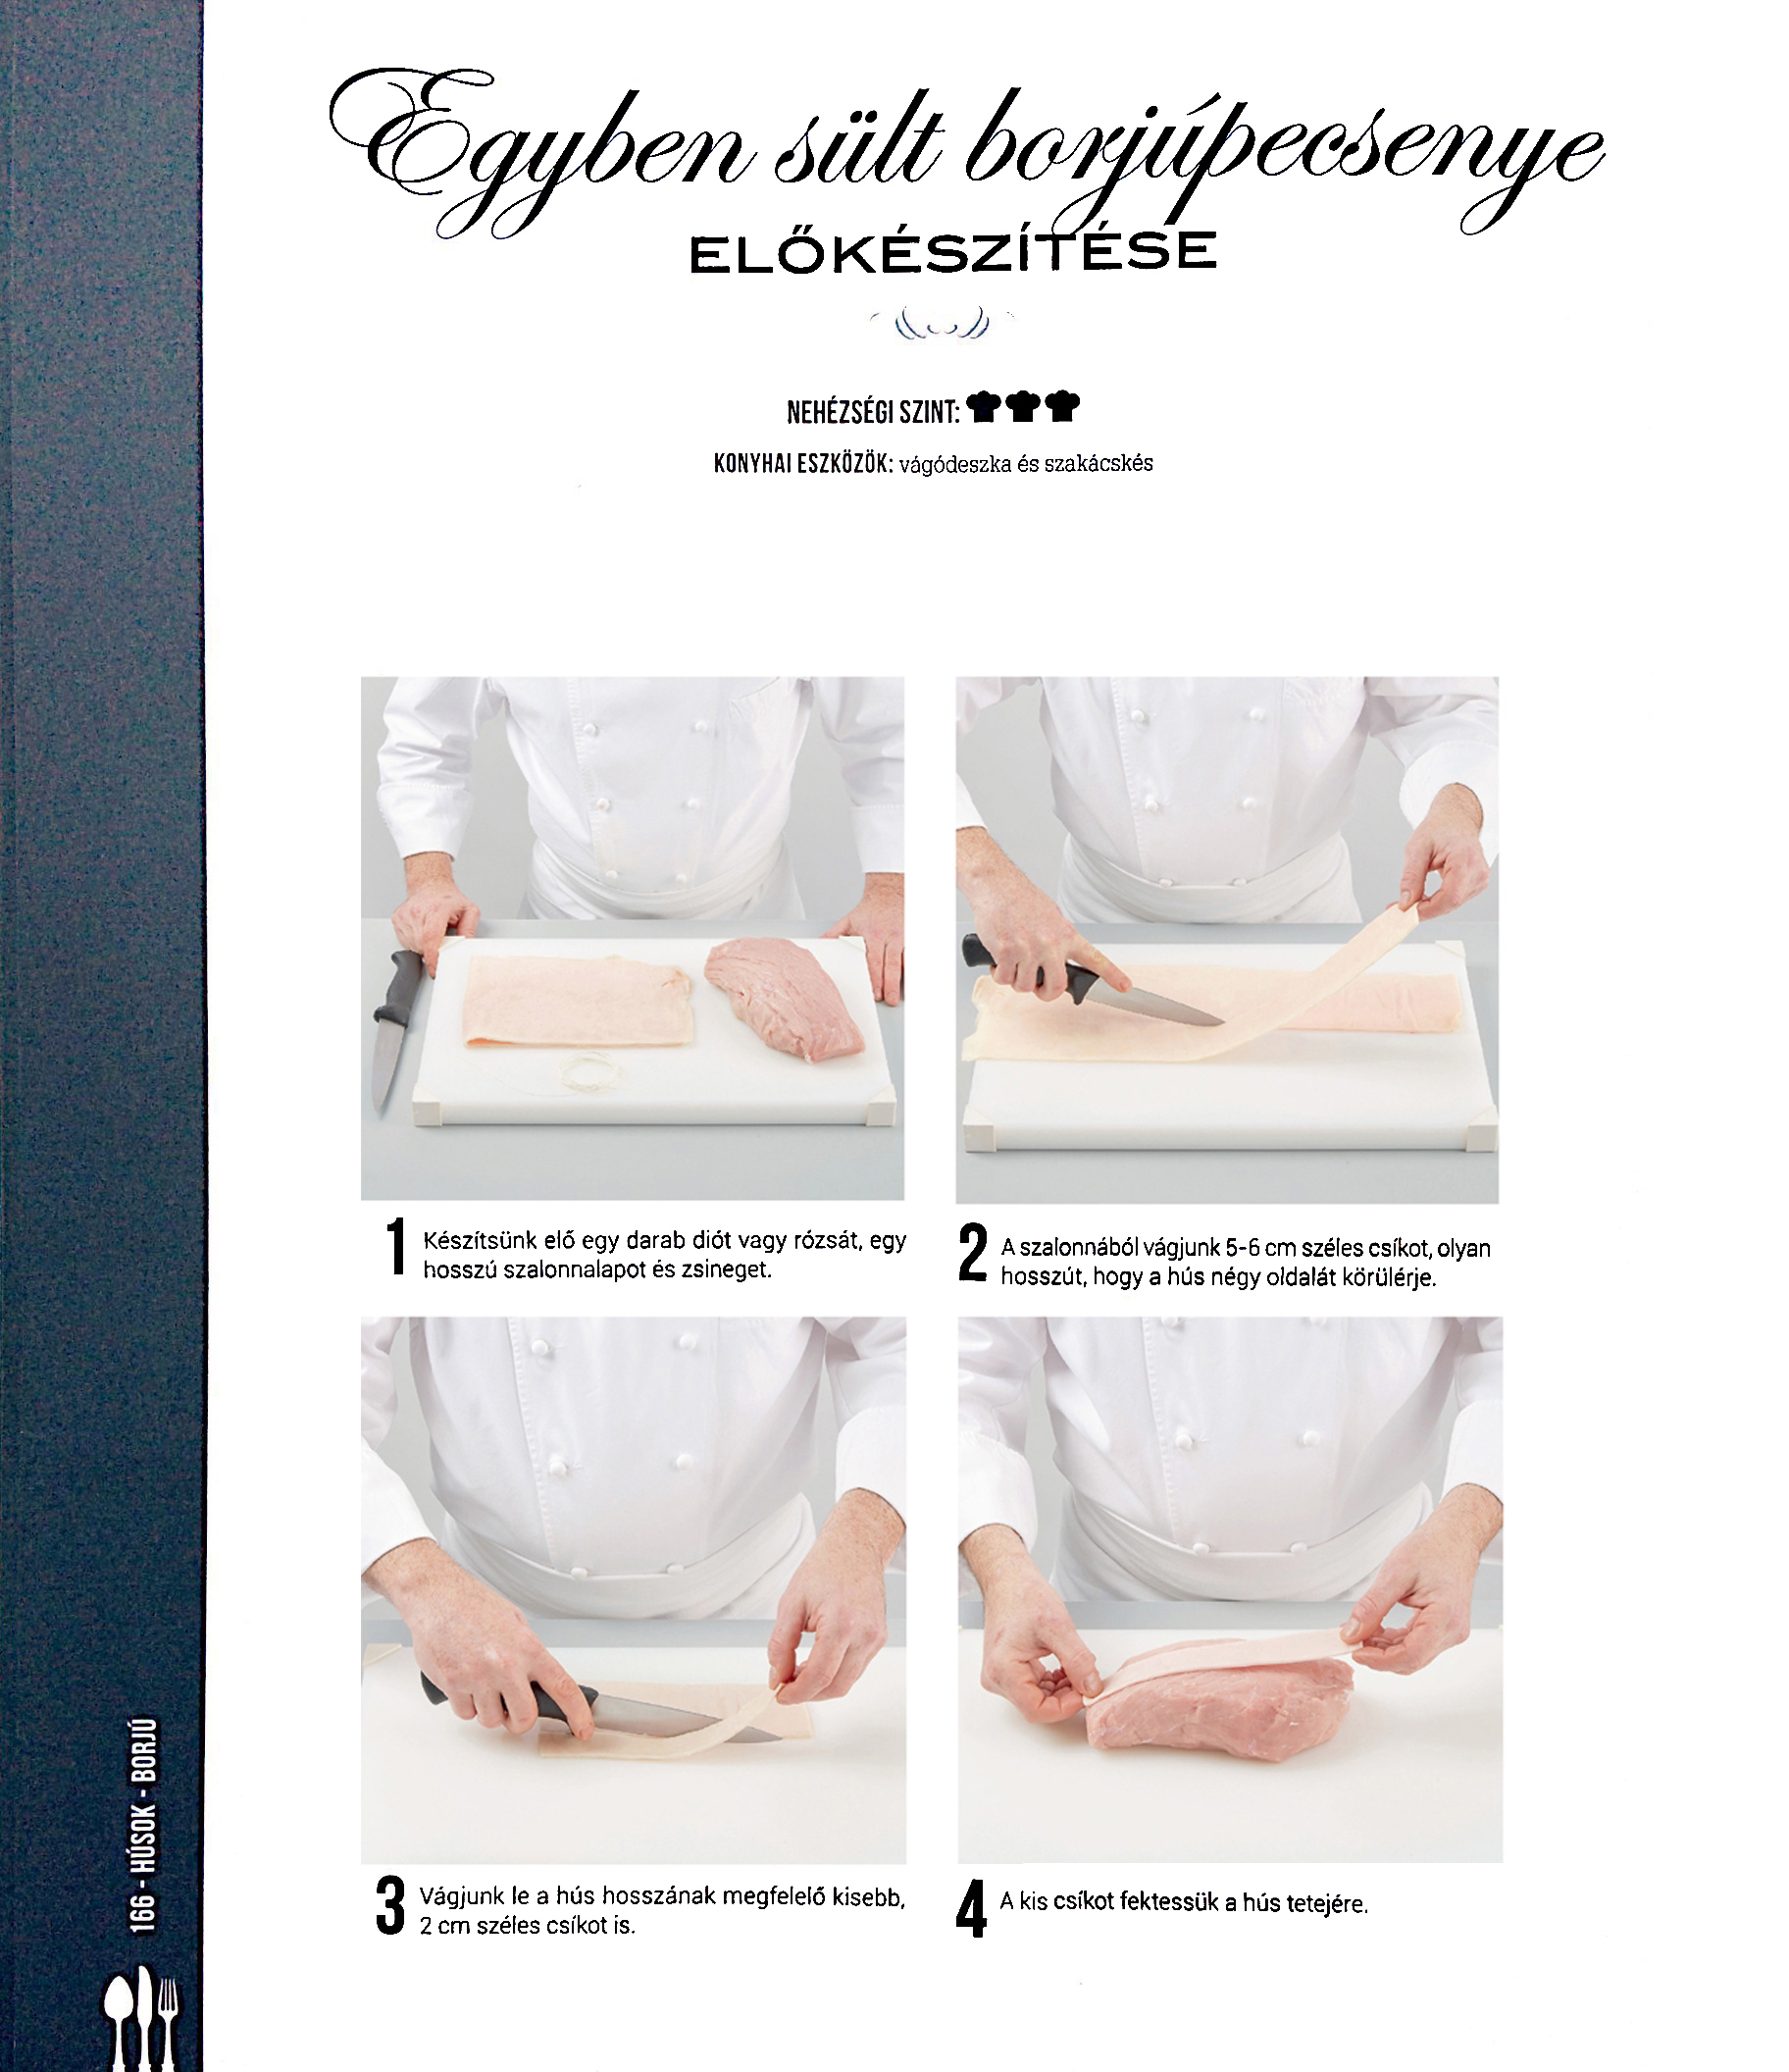 Egyben sült borjúpecsenye
ELŐKÉSZÍTÉSE
NEHÉZSÉGI SZINT:
KONYHAI ESZKÖZÖK: vágódeszka és szakácskés
1 Készítsünk elő egy darab diót vagy rózsát, egy
hosszú szalonnalapot és zsineget.
2 A szalonnából vágjunk 5-6 cm széles csíkot, olyan
hosszút, hogy a hús négy oldalát körülérje.
3 Vágjunk le a hús hosszának megfelelő kisebb,
2 cm széles csíkot is.
4 A kis csíkot fektessük a hús tetejére.
166 - HÚSOK - BORJÚ